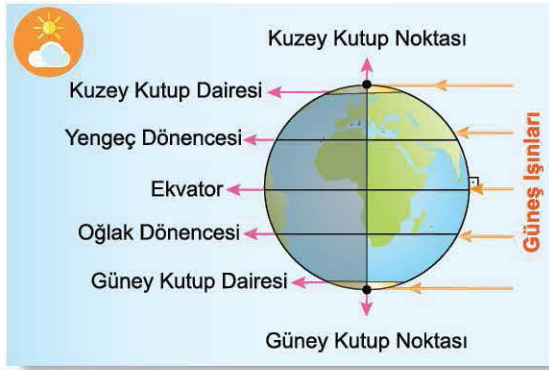 Kuzey Kutup Noktası
Kuzey Kutup Dairesi
Yengeç Dönencesi
Ekvator
Oğlak Dönencesi
Güney Kutup Dairesi
Güney Kutup Noktası
Güneş Işınları